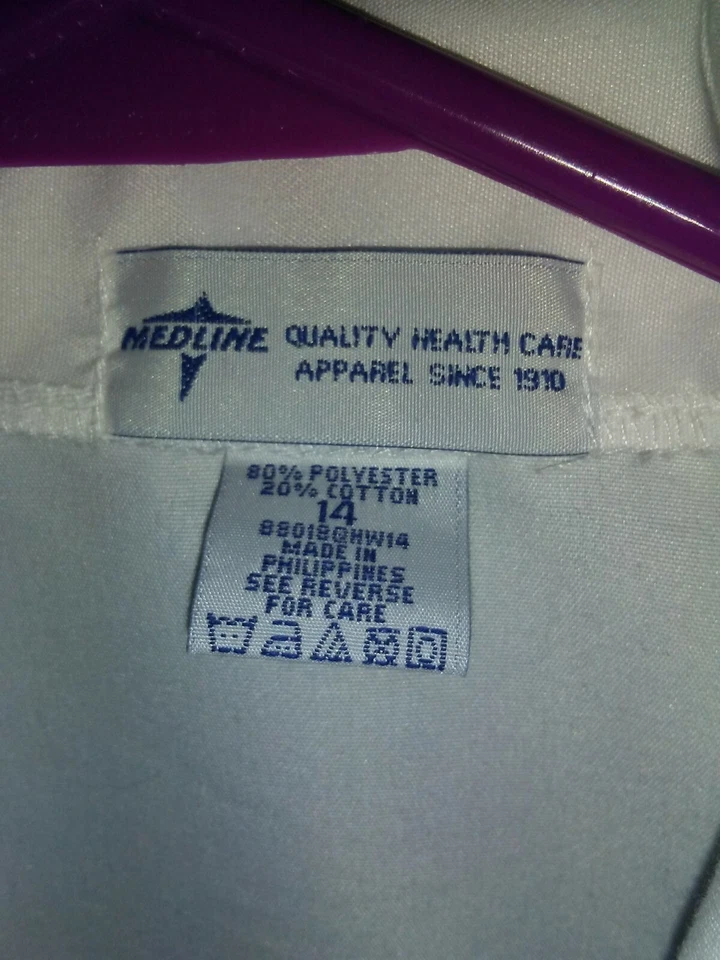 MEDLINE QUALITY HEALTH CARE
APPAREL SINCE 1910
80% POLYESTER
20% COTTON
14
88018QHW14
MADE IN
PHILIPPINES
SEE REVERSE
FOR CARE